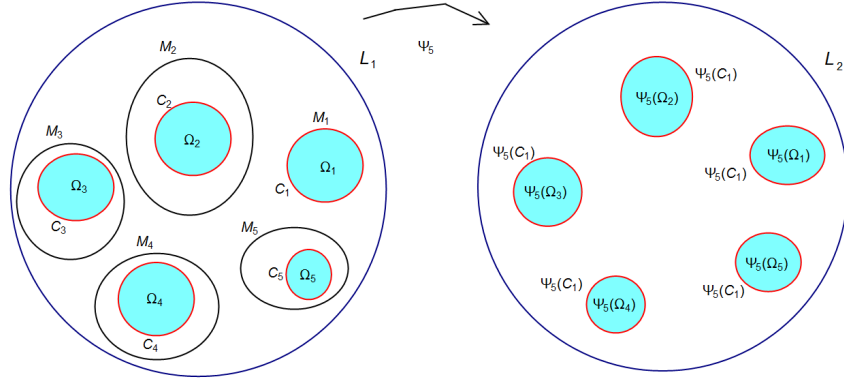 Ψ₅
L₁
M₂
C₂
Ω₂
M₃
Ω₃
C₃
M₁
Ω₁
C₁
M₄
Ω₄
C₄
M₅
C₅
Ω₅
L₂
Ψ₅(C₁)
Ψ₅(Ω₂)
Ψ₅(C₁)
Ψ₅(Ω₃)
Ψ₅(Ω₁)
Ψ₅(C₁)
Ψ₅(Ω₅)
Ψ₅(C₁)
Ψ₅(C₁)
Ψ₅(Ω₄)